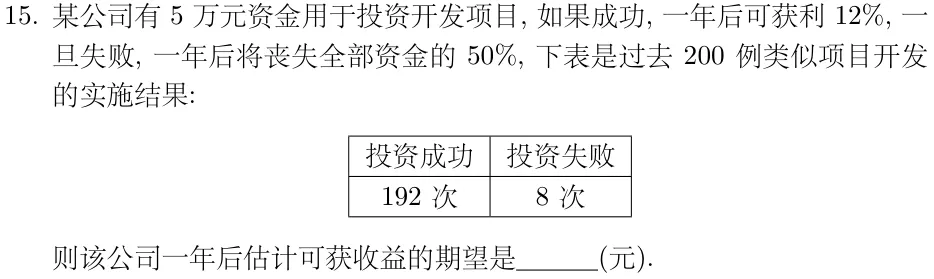 15. 某公司有 5 万元资金用于投资开发项目, 如果成功, 一年后可获利 12%, 一
旦失败, 一年后将丧失全部资金的 50%, 下表是过去 200 例类似项目开发
的实施结果:
投资成功 投资失败
192 次 8 次
则该公司一年后估计可获收益的期望是______(元).